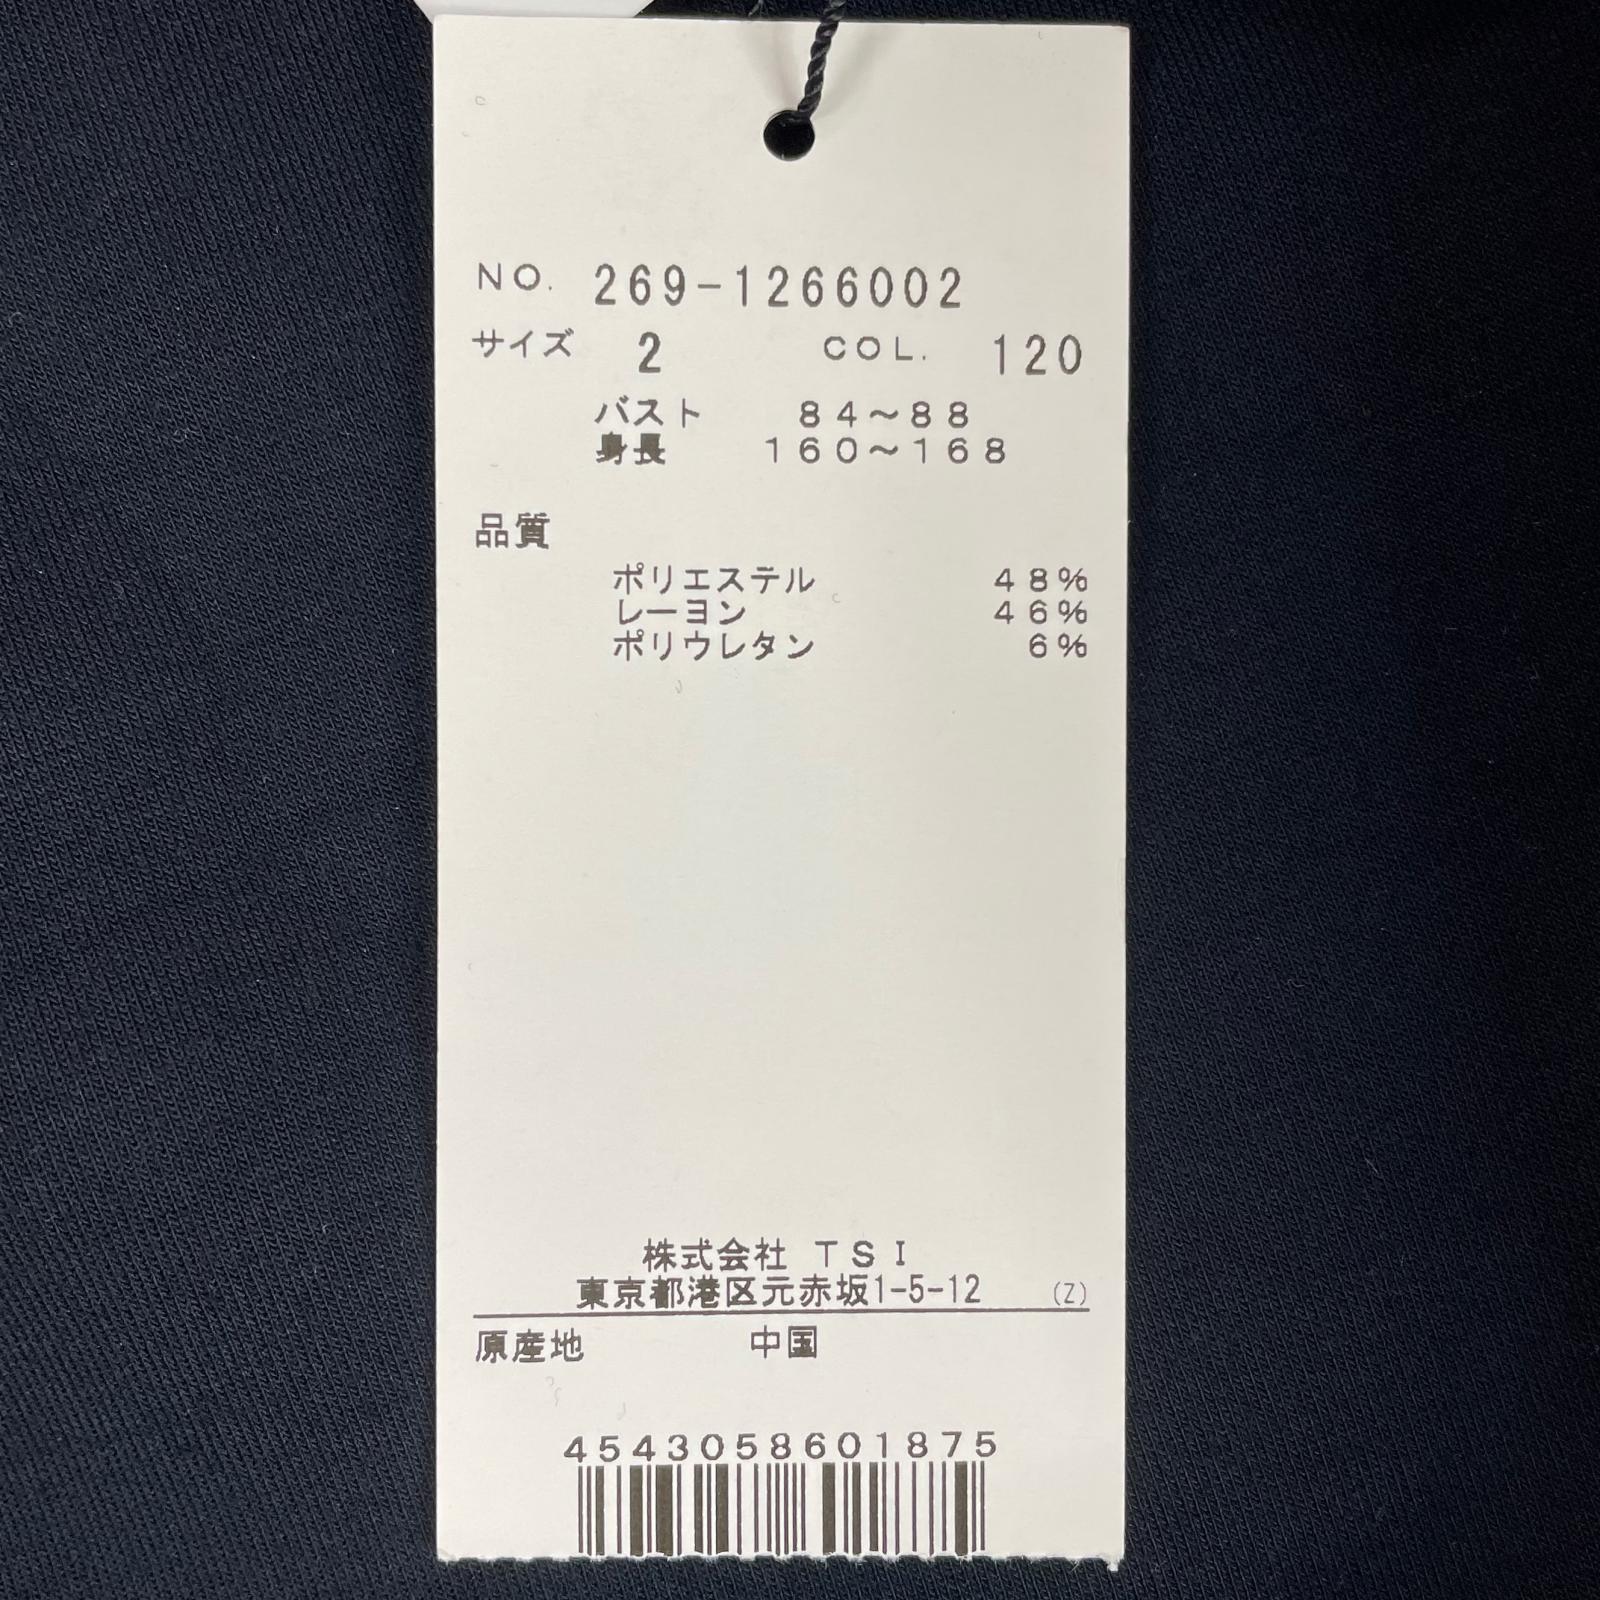 NO. 269-1266002
サイズ 2 COL. 120
バスト 84～88
身長 160～168
品質
ポリエステル 48%
レーヨン 46%
ポリウレタン 6%
株式会社 TSI
東京都港区元赤坂1-5-12 (Z)
原産地 中国
4543058601875